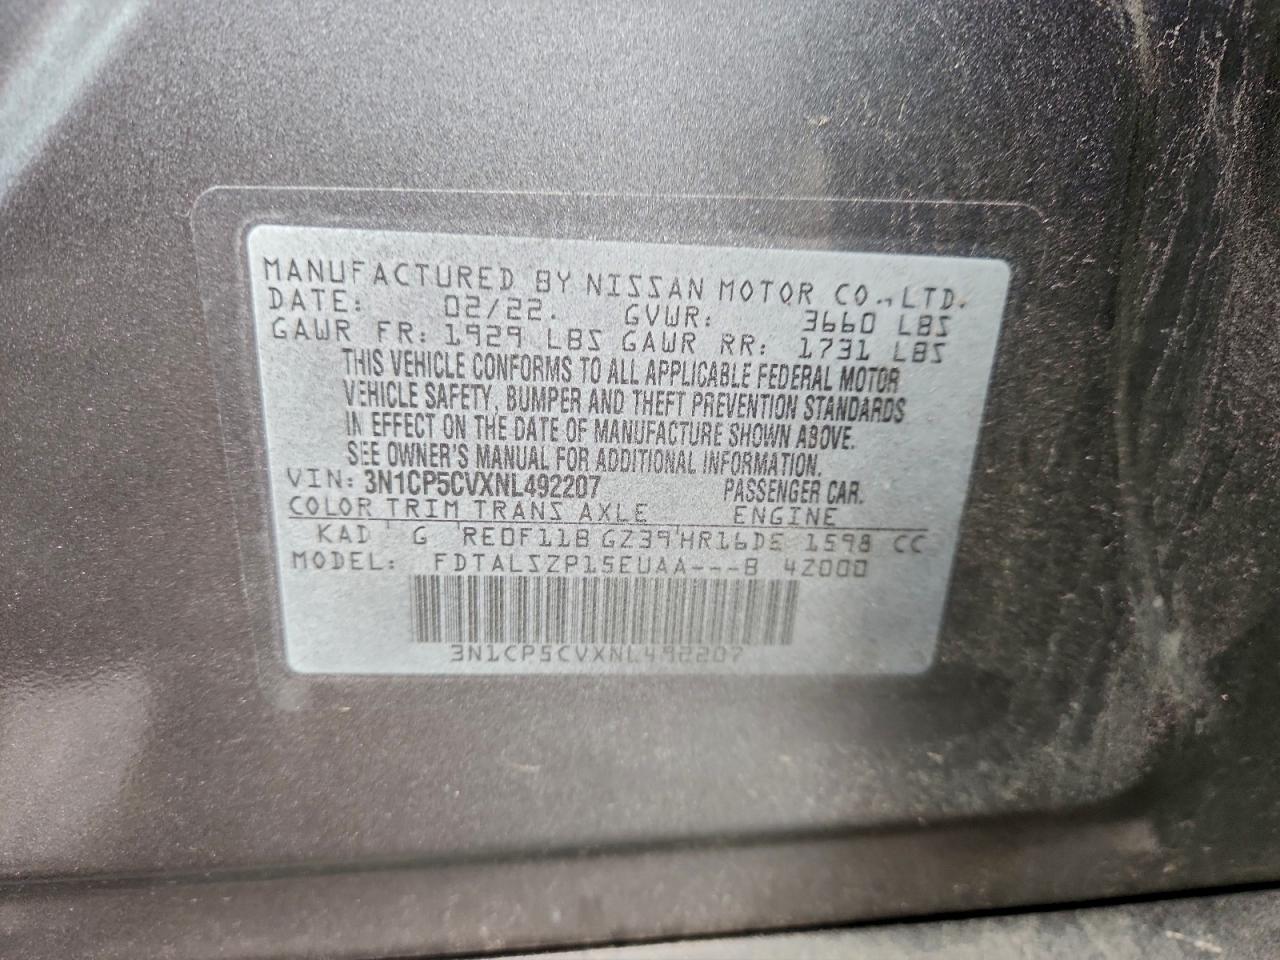 MANUFACTURED BY NISSAN MOTOR CO.,LTD.
DATE: 02/22. GVWR: 3660 LBS
GAWR FR: 1929 LBS GAWR RR: 1731 LBS
THIS VEHICLE CONFORMS TO ALL APPLICABLE FEDERAL MOTOR
VEHICLE SAFETY, BUMPER AND THEFT PREVENTION STANDARDS
IN EFFECT ON THE DATE OF MANUFACTURE SHOWN ABOVE.
SEE OWNER'S MANUAL FOR ADDITIONAL INFORMATION.
VIN: 3N1CP5CVXNL492207 PASSENGER CAR.
COLOR TRIM TRANS AXLE ENGINE
KAD G RE0F11B GZ39 HR16DE 1598 CC
MODEL: FDTALSZP15EUAA---B 42000
3N1CP5CVXNL492207